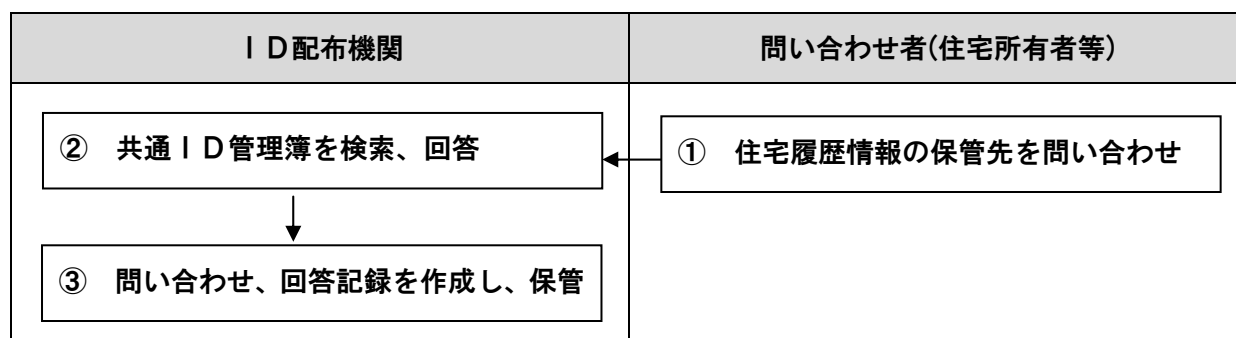 ＩＤ配布機関
問い合わせ者(住宅所有者等)
② 共通ＩＤ管理簿を検索、回答
① 住宅履歴情報の保管先を問い合わせ
③ 問い合わせ、回答記録を作成し、保管